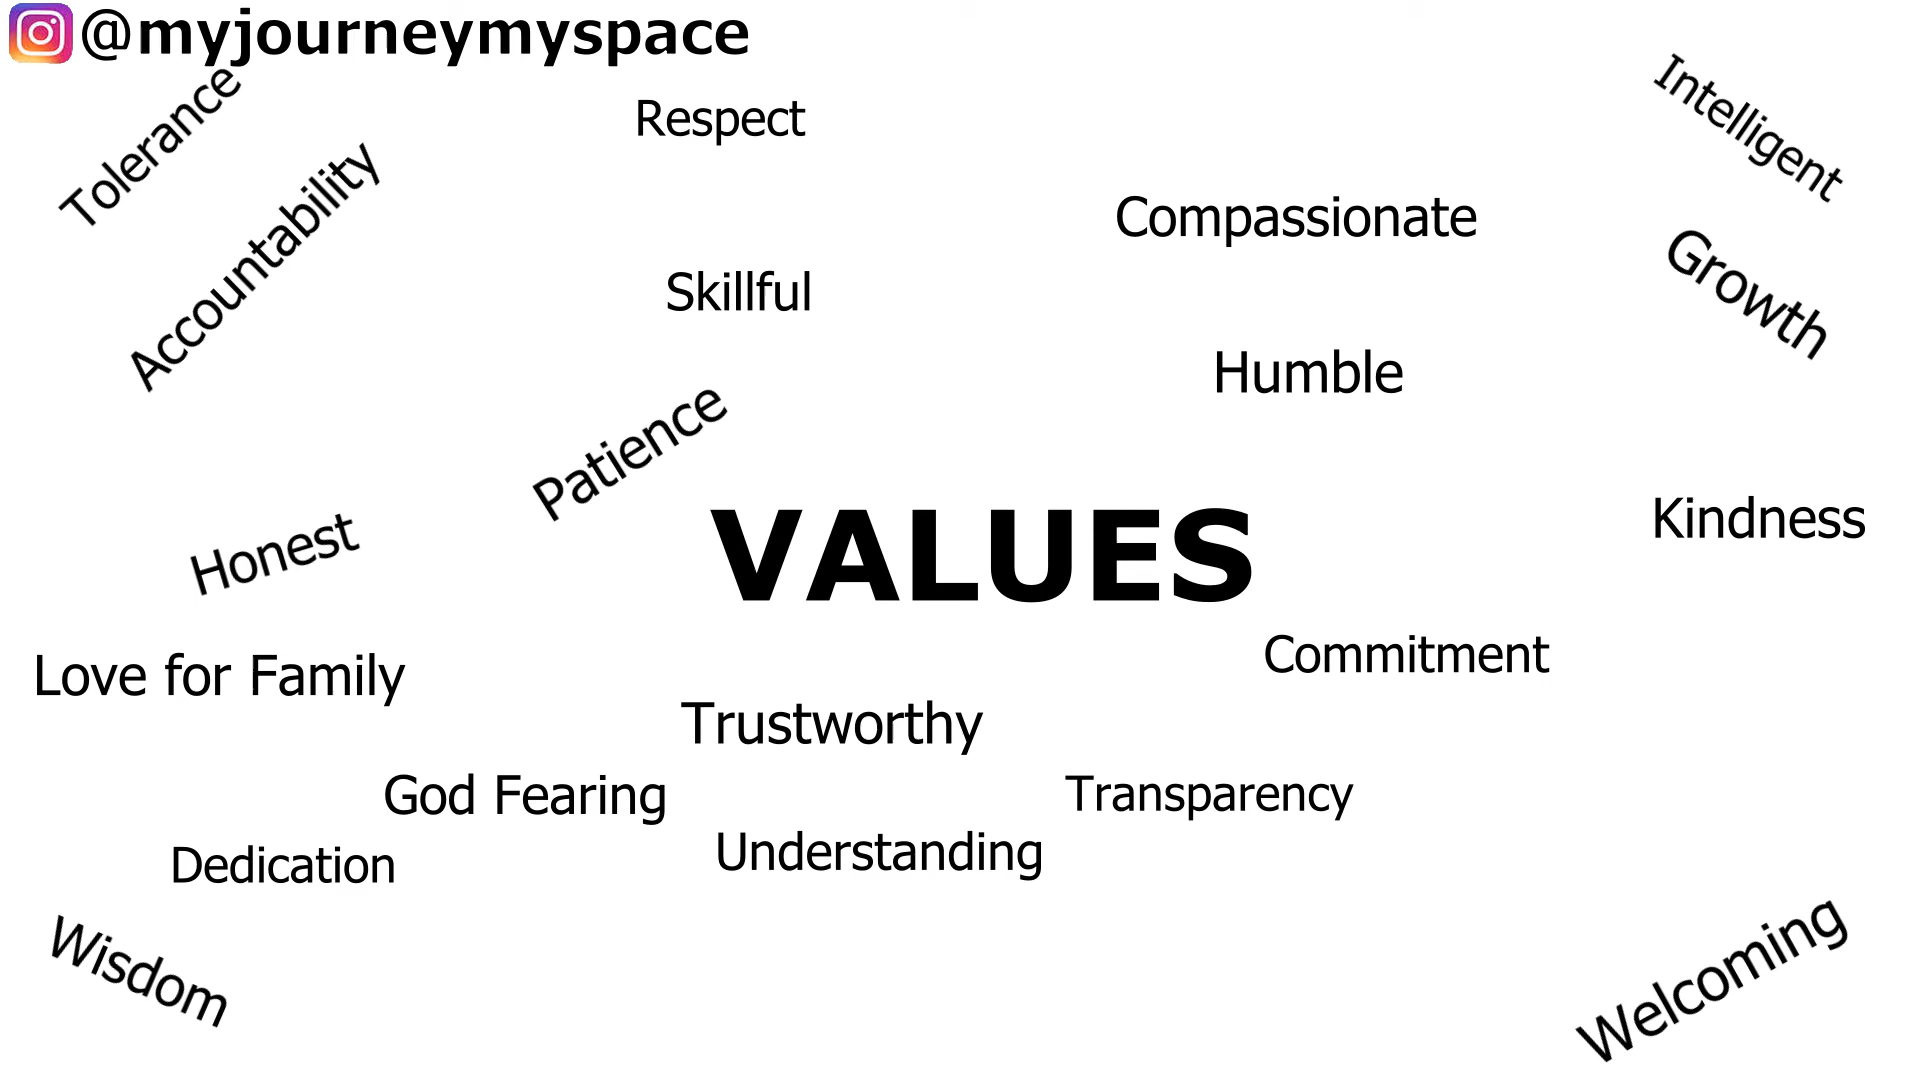 @myjourneymyspace
Tolerance
Respect
Intelligent
Accountability
Compassionate
Skillful
Growth
Humble
Patience
Honest
VALUES
Kindness
Love for Family
Commitment
Trustworthy
God Fearing
Transparency
Dedication
Understanding
Wisdom
Welcoming